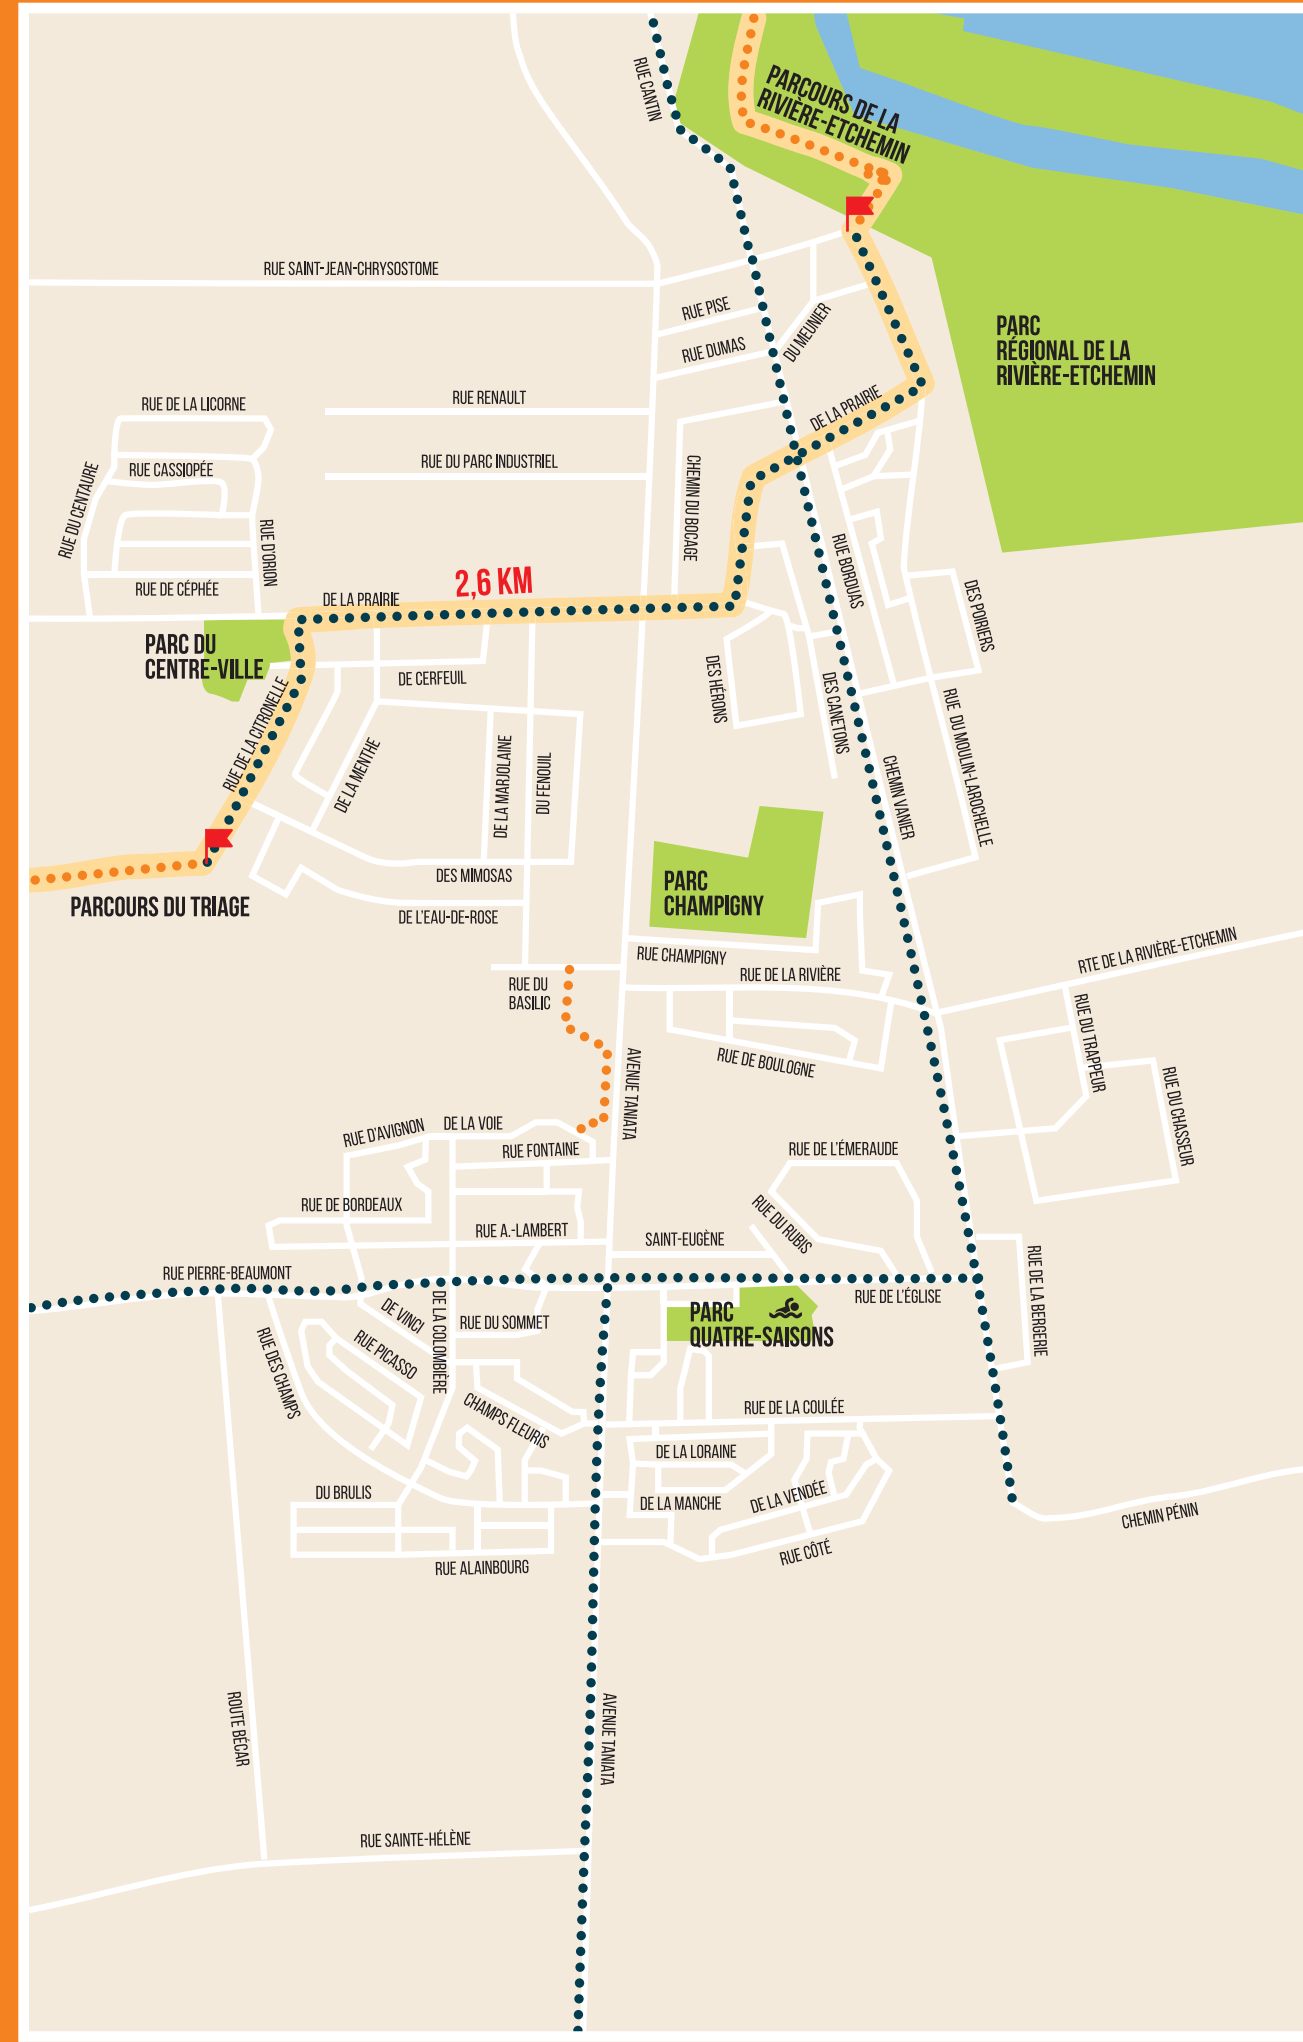 RUE CANTIN
PARCOURS DE LA
RIVIÈRE-ETCHEMIN
RUE SAINT-JEAN-CHRYSOSTOME
RUE PISE
RUE DUMAS
DU MEUNIER
PARC
RÉGIONAL DE LA
RIVIÈRE-ETCHEMIN
RUE RENAULT
RUE DE LA LICORNE
DE LA PRAIRIE
RUE DU PARC INDUSTRIEL
RUE CASSIOPÉE
RUE DU CENTAURE
CHEMIN DU BOCAGE
RUE D'ORION
RUE BORDUAS
RUE DE CÉPHÉE
2,6 KM
DE LA PRAIRIE
DES POIRIERS
PARC DU
CENTRE-VILLE
DE CERFEUIL
DES HÉRONS
DES CANETONS
RUE DU MOULIN-LAROCHELLE
RUE DE LA CITRONELLE
DE LA MENTHE
DE LA MARJOLAINE
DU FENOUIL
CHEMIN VANIER
DES MIMOSAS
PARC
CHAMPIGNY
PARCOURS DU TRIAGE
DE L'EAU-DE-ROSE
RUE CHAMPIGNY
RTE DE LA RIVIÈRE-ETCHEMIN
RUE DE LA RIVIÈRE
RUE DU
BASILIC
RUE DU TRAPPEUR
RUE DE BOULOGNE
AVENUE TANIATA
RUE DU CHASSEUR
RUE D'AVIGNON
DE LA VOIE
RUE FONTAINE
RUE DE L'ÉMERAUDE
RUE DE BORDEAUX
RUE DU RUBIS
RUE A.-LAMBERT
SAINT-EUGÈNE
RUE PIERRE-BEAUMONT
RUE DE LA BERGERIE
RUE DE L'ÉGLISE
DE VINCI
DE LA COLOMBIÈRE
RUE DU SOMMET
PARC
QUATRE-SAISONS
RUE DES CHAMPS
RUE PICASSO
CHAMPS FLEURIS
RUE DE LA COULÉE
DE LA LORAINE
DU BRULIS
DE LA MANCHE
DE LA VENDÉE
CHEMIN PÉNIN
RUE CÔTÉ
RUE ALAINBOURG
ROUTE BÉCAR
AVENUE TANIATA
RUE SAINTE-HÉLÈNE